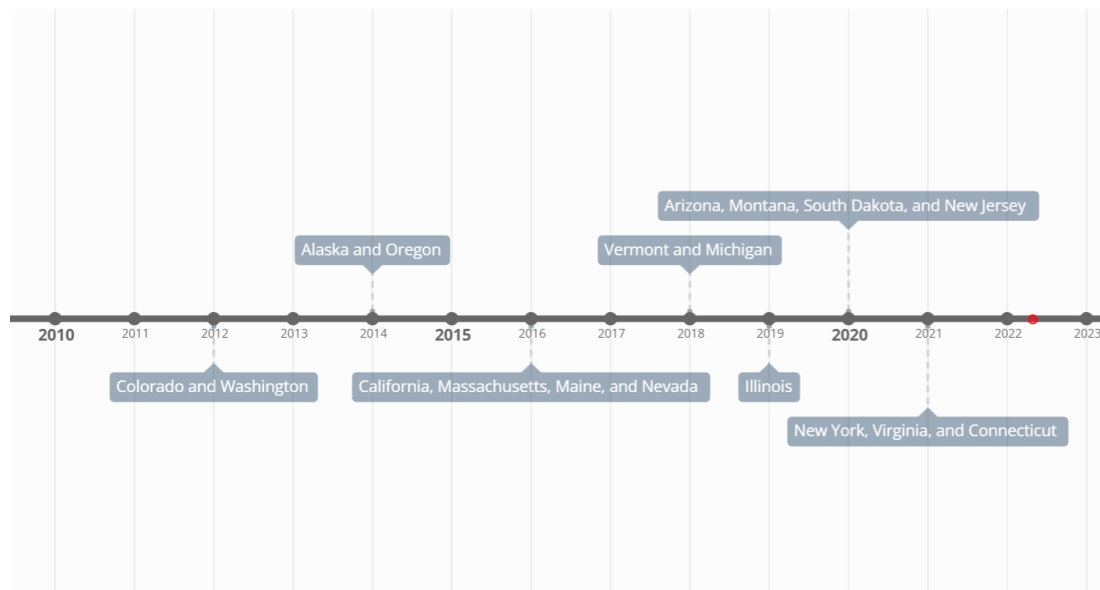 Arizona, Montana, South Dakota, and New Jersey
Alaska and Oregon
Vermont and Michigan
2010
2011
2012
2013
2014
2015
2016
2017
2018
2019
2020
2021
2022
2023
Colorado and Washington
California, Massachusetts, Maine, and Nevada
Illinois
New York, Virginia, and Connecticut